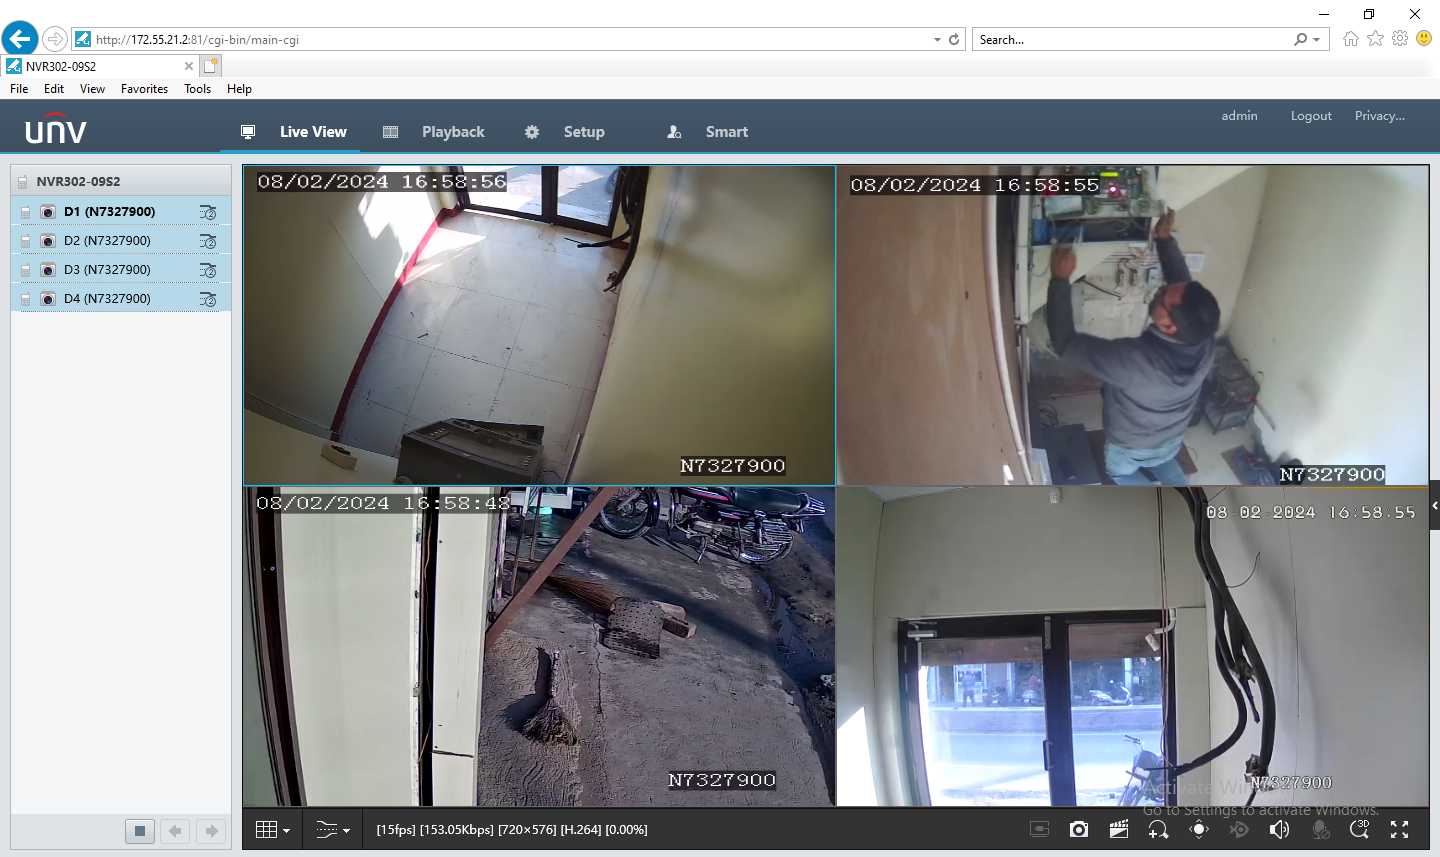 http://172.55.21.2:81/cgi-bin/main-cgi
Search...
NVR302-09S2
File Edit View Favorites Tools Help
unv
Live View Playback Setup Smart
admin Logout Privacy...
NVR302-09S2
D1 (N7327900)
D2 (N7327900)
D3 (N7327900)
D4 (N7327900)
08/02/2024 16:58:56
N7327900
08/02/2024 16:58:55
N7327900
08/02/2024 16:58:48
N7327900
08-02-2024 16:58:55
N7327900
Activate Win
Go to Settings to activate Windows.
[15fps] [153.05Kbps] [720×576] [H.264] [0.00%]
3D